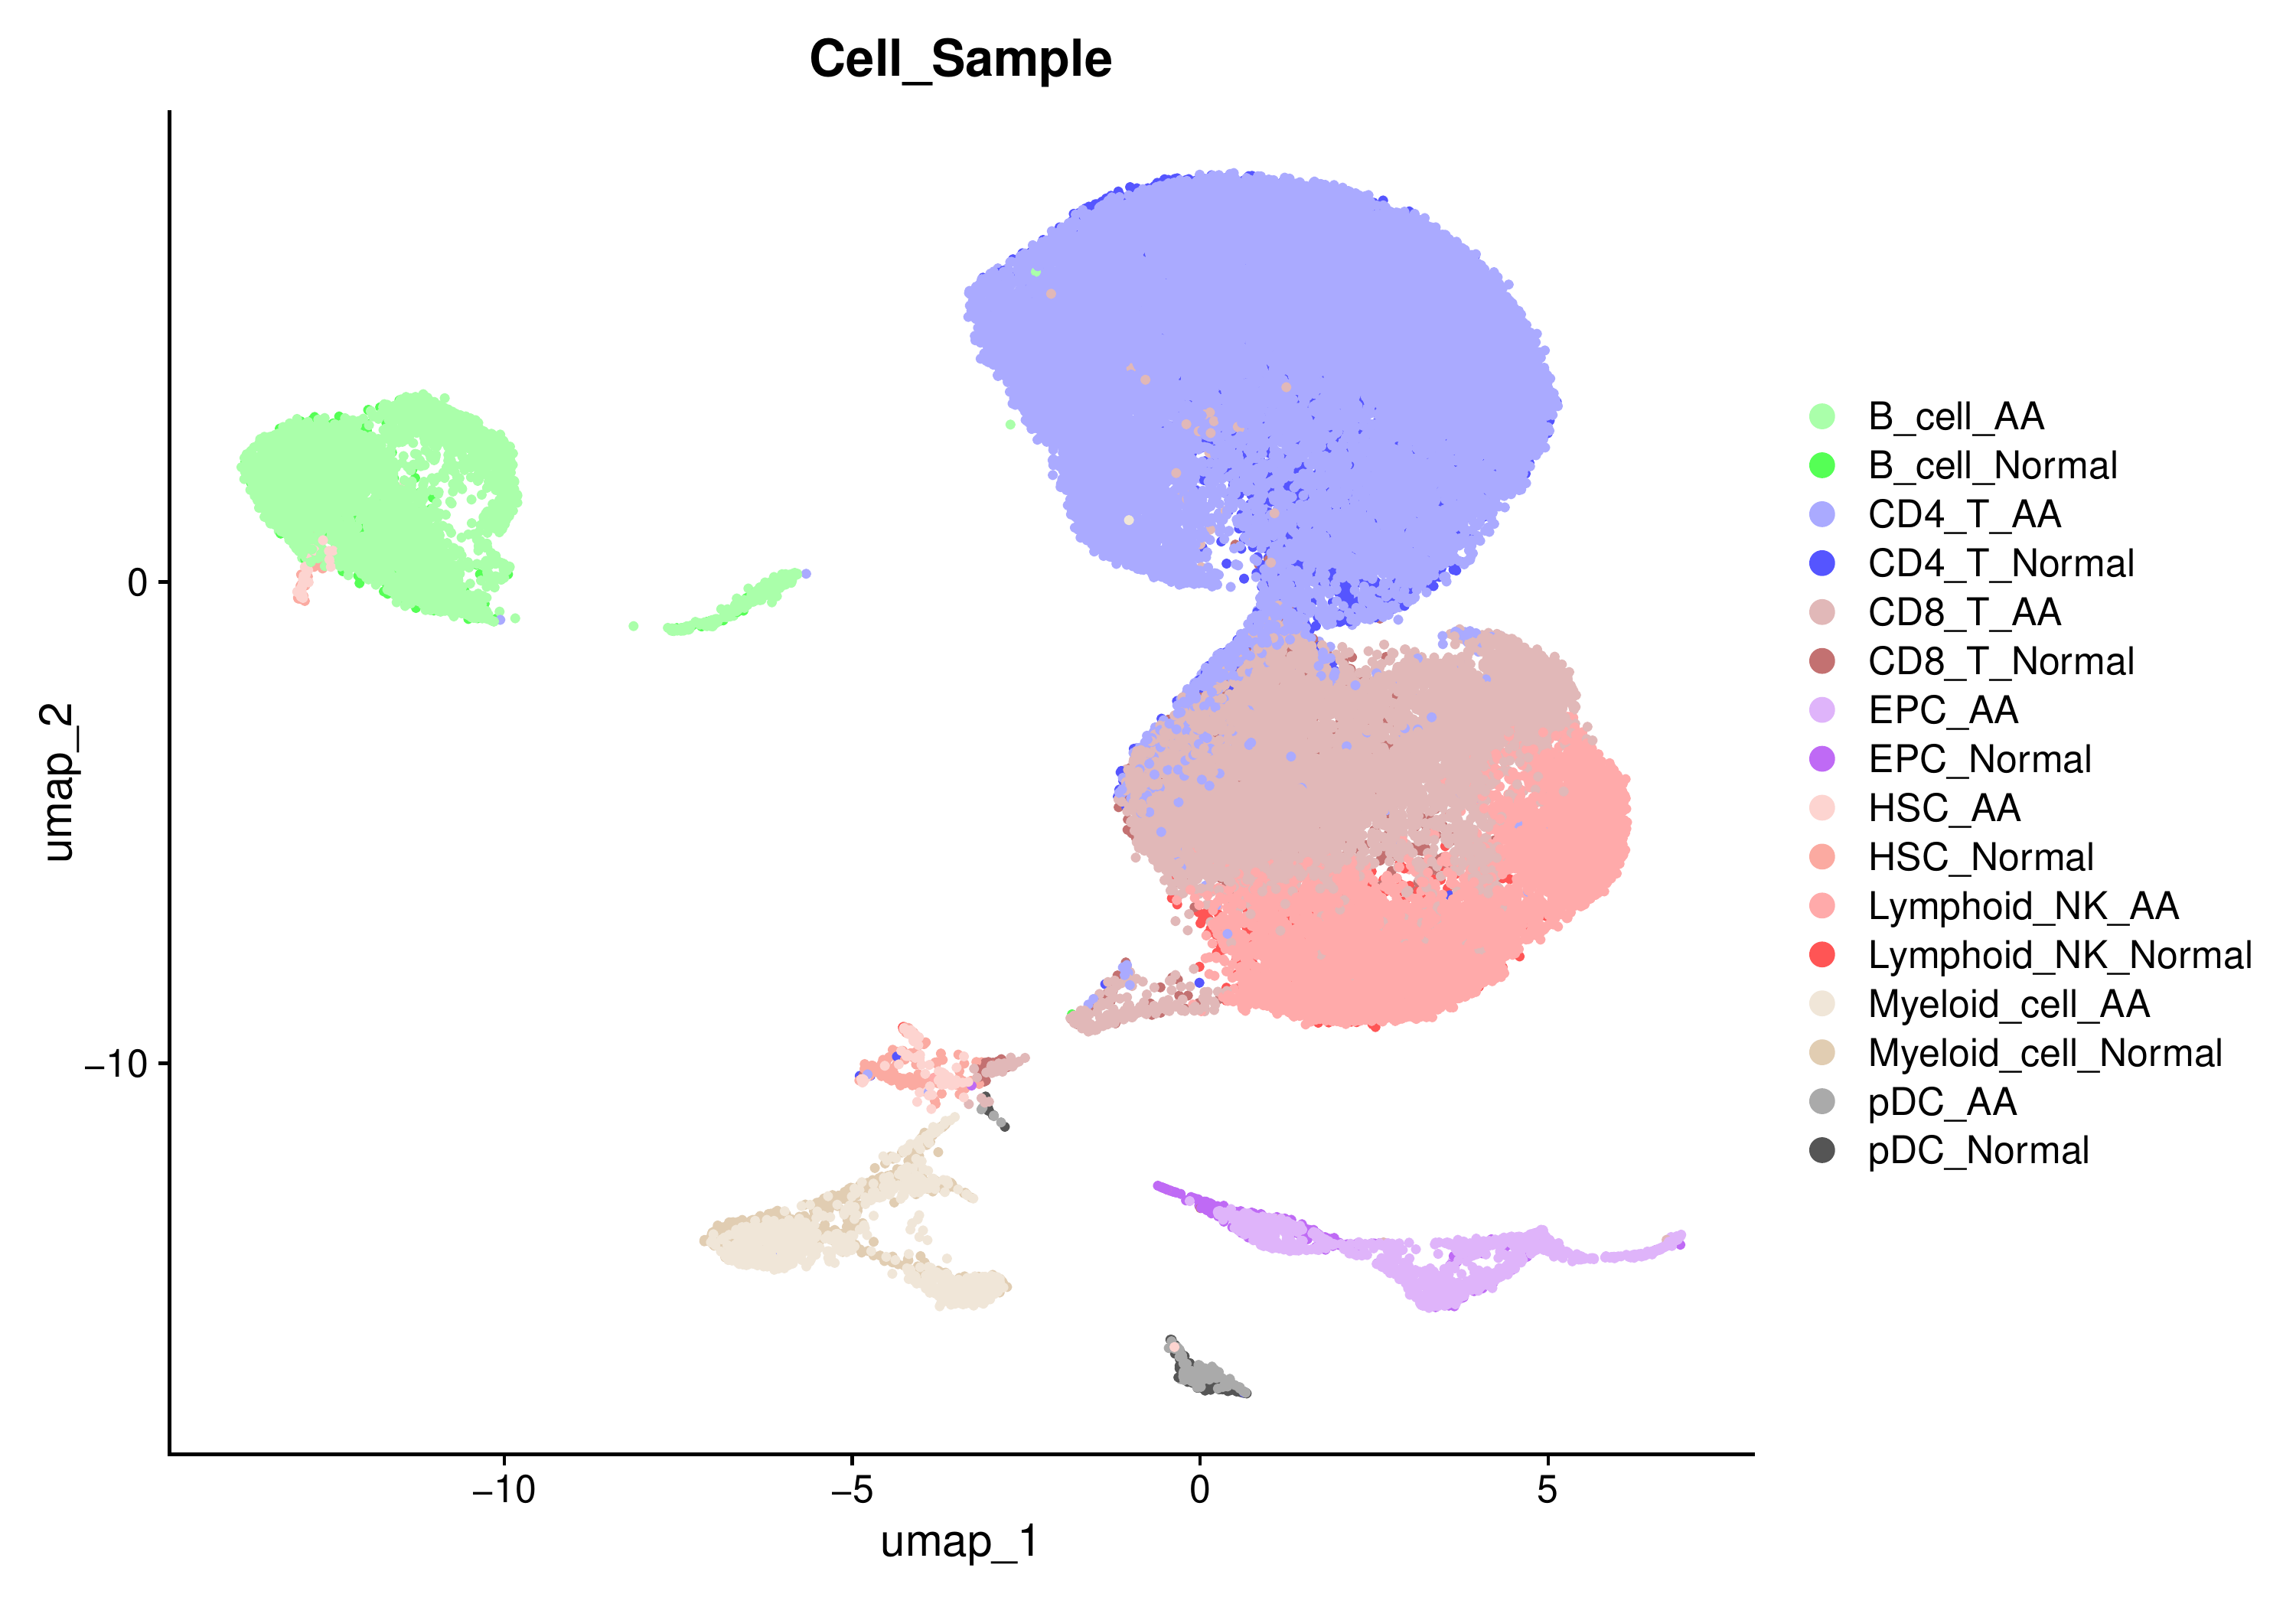 Cell_Sample
umap_2
0
−10
−10
−5
0
5
umap_1
B_cell_AA
B_cell_Normal
CD4_T_AA
CD4_T_Normal
CD8_T_AA
CD8_T_Normal
EPC_AA
EPC_Normal
HSC_AA
HSC_Normal
Lymphoid_NK_AA
Lymphoid_NK_Normal
Myeloid_cell_AA
Myeloid_cell_Normal
pDC_AA
pDC_Normal